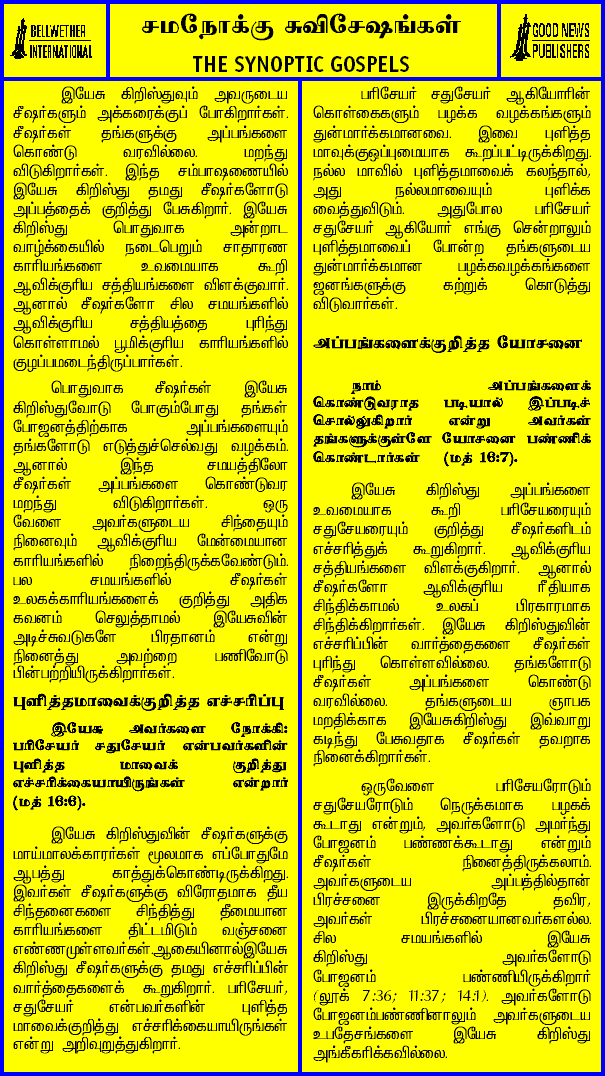 BELLWETHER
INTERNATIONAL
சமநோக்கு சுவிசேஷங்கள்
THE SYNOPTIC GOSPELS
GOOD NEWS
PUBLISHERS
இயேசு கிறிஸ்துவும் அவருடைய
சீஷர்களும் அக்கரைக்குப் போகிறார்கள்.
சீஷர்கள் தங்களுக்கு அப்பங்களை
கொண்டு வரவில்லை. மறந்து
விடுகிறார்கள். இந்த சம்பாஷணையில்
இயேசு கிறிஸ்து தமது சீஷர்களோடு
அப்பத்தைக் குறித்து பேசுகிறார். இயேசு
கிறிஸ்து பொதுவாக அன்றாட
வாழ்க்கையில் நடைபெறும் சாதாரண
காரியங்களை உவமையாக கூறி
ஆவிக்குரிய சத்தியங்களை விளக்குவார்.
ஆனால் சீஷர்களோ சில சமயங்களில்
ஆவிக்குரிய சத்தியத்தை புரிந்து
கொள்ளாமல் பூமிக்குரிய காரியங்களில்
குழப்பமடைந்திருப்பார்கள்.
பொதுவாக சீஷர்கள் இயேசு
கிறிஸ்துவோடு போகும்போது தங்கள்
போஜனத்திற்காக அப்பங்களையும்
தங்களோடு எடுத்துச்செல்வது வழக்கம்.
ஆனால் இந்த சமயத்திலோ
சீஷர்கள் அப்பங்களை கொண்டுவர
மறந்து விடுகிறார்கள். ஒரு
வேளை அவர்களுடைய சிந்தையும்
நினைவும் ஆவிக்குரிய மேன்மையான
காரியங்களில் நிறைந்திருக்கவேண்டும்.
பல சமயங்களில் சீஷர்கள்
உலகக்காரியங்களைக் குறித்து அதிக
கவனம் செலுத்தாமல் இயேசுவின்
அடிச்சுவடுகளே பிரதானம் என்று
நினைத்து அவற்றை பணிவோடு
பின்பற்றியிருக்கிறார்கள்.
புளித்தமாவைக்குறித்த எச்சரிப்பு
இயேசு அவர்களை நோக்கி:
பரிசேயர் சதுசேயர் என்பவர்களின்
புளித்த மாவைக் குறித்து
எச்சரிக்கையாயிருங்கள் என்றார்
(மத் 16:6).
இயேசு கிறிஸ்துவின் சீஷர்களுக்கு
மாய்மாலக்காரர்கள் மூலமாக எப்போதுமே
ஆபத்து காத்துக்கொண்டிருக்கிறது.
இவர்கள் சீஷர்களுக்கு விரோதமாக தீய
சிந்தனைகளை சிந்தித்து தீமையான
காரியங்களை திட்டமிடும் வஞ்சனை
எண்ணமுள்ளவர்கள்.ஆகையினால்இயேசு
கிறிஸ்து சீஷர்களுக்கு தமது எச்சரிப்பின்
வார்த்தைகளைக் கூறுகிறார். பரிசேயர்,
சதுசேயர் என்பவர்களின் புளித்த
மாவைக்குறித்து எச்சரிக்கையாயிருங்கள்
என்று அறிவுறுத்துகிறார்.
பரிசேயர் சதுசேயர் ஆகியோரின்
கொள்கைகளும் பழக்க வழக்கங்களும்
துன்மார்க்கமானவை. இவை புளித்த
மாவுக்குஒப்புமையாக கூறப்பட்டிருக்கிறது.
நல்ல மாவில் புளித்தமாவைக் கலந்தால்,
அது நல்லமாவையும் புளிக்க
வைத்துவிடும். அதுபோல பரிசேயர்
சதுசேயர் ஆகியோர் எங்கு சென்றாலும்
புளித்தமாவைப் போன்ற தங்களுடைய
துன்மார்க்கமான பழக்கவழக்கங்களை
ஜனங்களுக்கு கற்றுக் கொடுத்து
விடுவார்கள்.
அப்பங்களைக்குறித்த யோசனை
நாம் அப்பங்களைக்
கொண்டுவராத படியால் இப்படிச்
சொல்லுகிறார் என்று அவர்கள்
தங்களுக்குள்ளே யோசனை பண்ணிக்
கொண்டார்கள் (மத் 16:7).
இயேசு கிறிஸ்து அப்பங்களை
உவமையாக கூறி பரிசேயரையும்
சதுசேயரையும் குறித்து சீஷர்களிடம்
எச்சரித்துக் கூறுகிறார். ஆவிக்குரிய
சத்தியங்களை விளக்குகிறார். ஆனால்
சீஷர்களோ ஆவிக்குரிய ரீதியாக
சிந்திக்காமல் உலகப் பிரகாரமாக
சிந்திக்கிறார்கள். இயேசு கிறிஸ்துவின்
எச்சரிப்பின் வார்த்தைகளை சீஷர்கள்
புரிந்து கொள்ளவில்லை. தங்களோடு
சீஷர்கள் அப்பங்களை கொண்டு
வரவில்லை. தங்களுடைய ஞாபக
மறதிக்காக இயேசுகிறிஸ்து இவ்வாறு
கடிந்து பேசுவதாக சீஷர்கள் தவறாக
நினைக்கிறார்கள்.
ஒருவேளை பரிசேயரோடும்
சதுசேயரோடும் நெருக்கமாக பழகக்
கூடாது என்றும், அவர்களோடு அமர்ந்து
போஜனம் பண்ணக்கூடாது என்றும்
சீஷர்கள் நினைத்திருக்கலாம்.
அவர்களுடைய அப்பத்தில்தான்
பிரச்சனை இருக்கிறதே தவிர,
அவர்கள் பிரச்சனையானவர்களல்ல.
சில சமயங்களில் இயேசு
கிறிஸ்து அவர்களோடு
போஜனம் பண்ணியிருக்கிறார்
(லூக் 7:36; 11:37; 14:1). அவர்களோடு
போஜனம்பண்ணினாலும் அவர்களுடைய
உபதேசங்களை இயேசு கிறிஸ்து
அங்கீகரிக்கவில்லை.